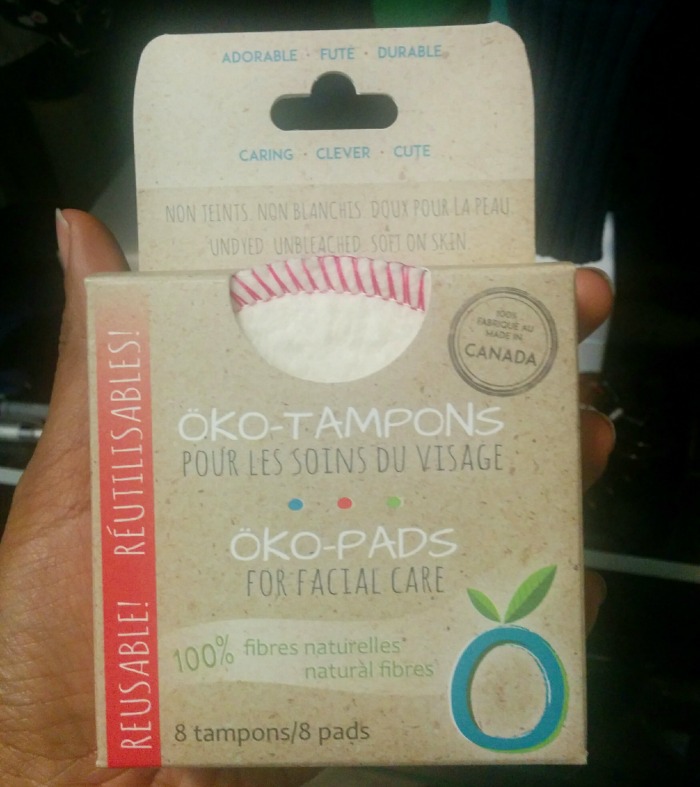 ADORABLE · FUTÉ · DURABLE
CARING · CLEVER · CUTE
NON TEINTS. NON BLANCHIS. DOUX POUR LA PEAU.
UNDYED. UNBLEACHED. SOFT ON SKIN.
100%
FABRIQUÉ AU
MADE IN
CANADA
ÖKO-TAMPONS
POUR LES SOINS DU VISAGE
ÖKO-PADS
FOR FACIAL CARE
100% fibres naturelles
natural fibres
8 tampons/8 pads
REUSABLE! RÉUTILISABLES!
Ö